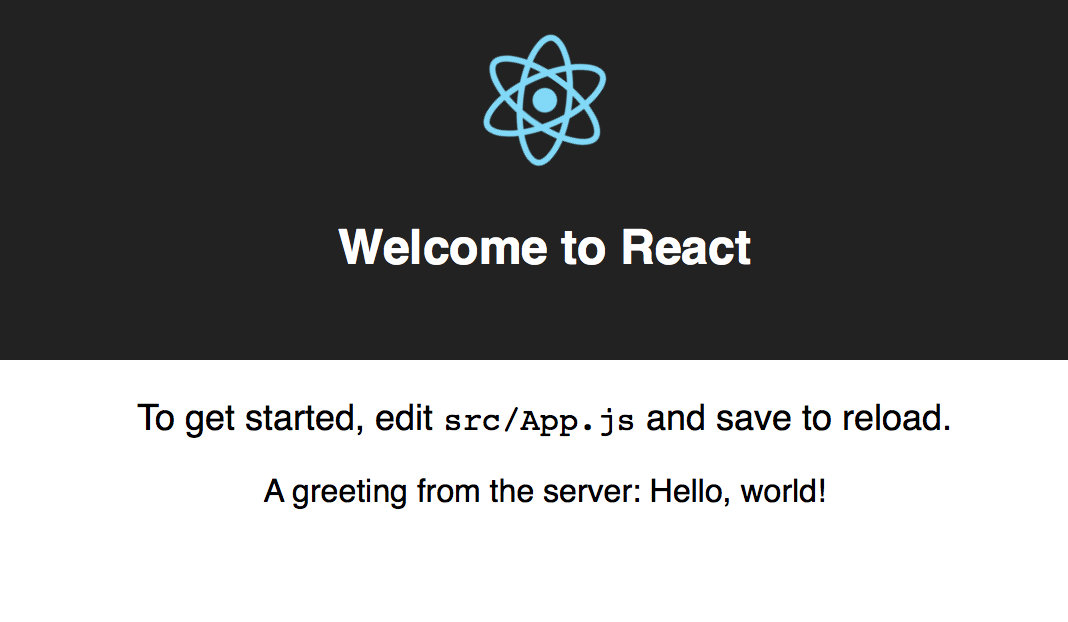 Welcome to React
To get started, edit src/App.js and save to reload.
A greeting from the server: Hello, world!